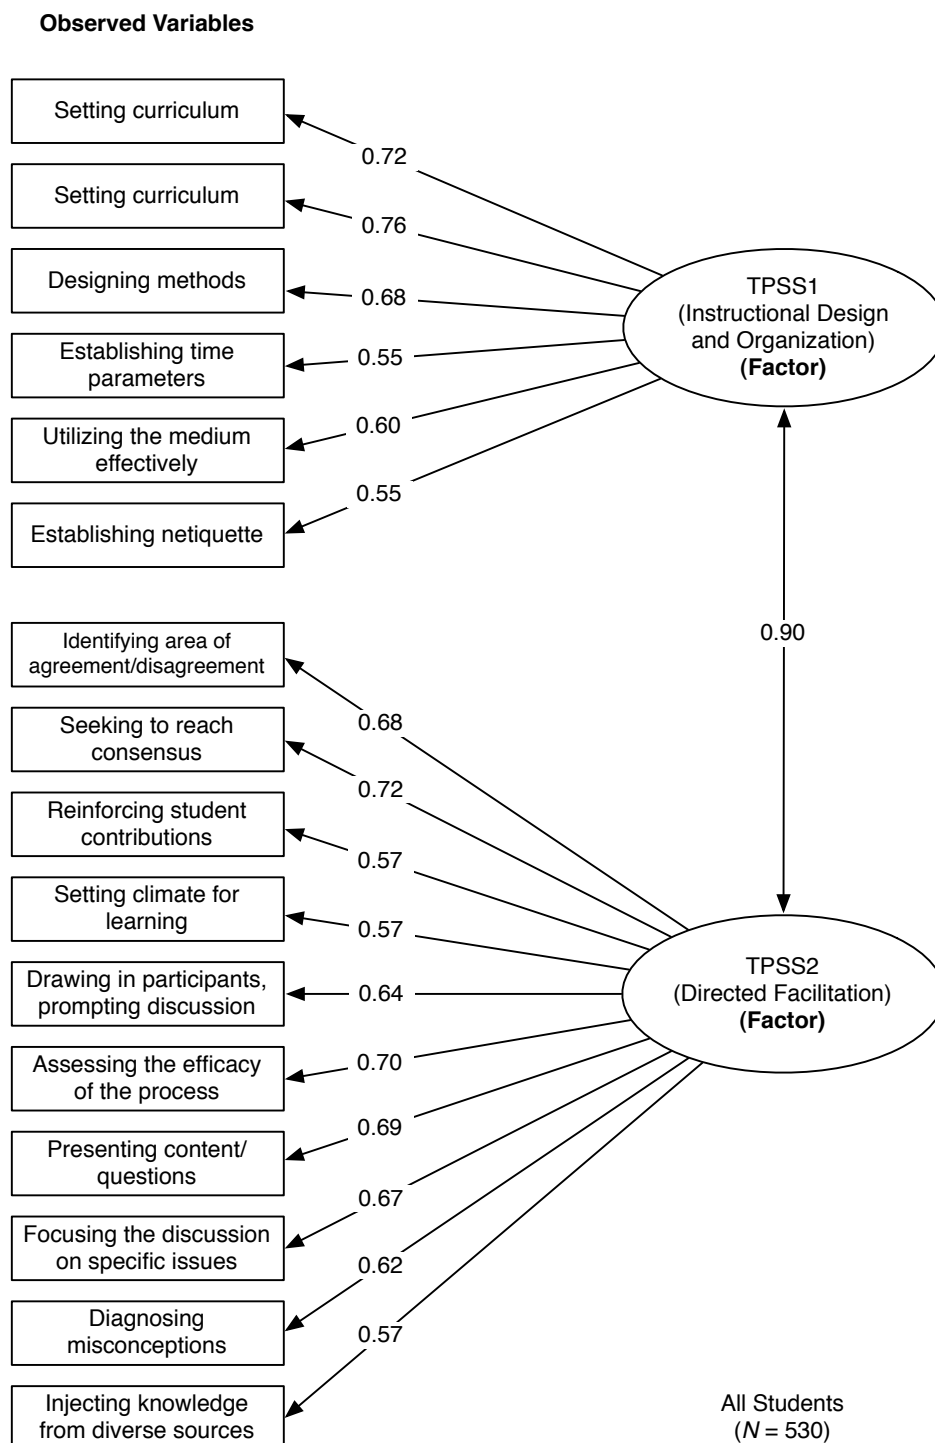 Observed Variables
Setting curriculum
0.72
Setting curriculum
0.76
Designing methods
0.68
Establishing time
parameters
0.55
Utilizing the medium
effectively
0.60
Establishing netiquette
0.55
TPSS1
(Instructional Design
and Organization)
(Factor)
0.90
Identifying area of
agreement/disagreement
0.68
Seeking to reach
consensus
0.72
Reinforcing student
contributions
0.57
Setting climate for
learning
0.57
Drawing in participants,
prompting discussion
0.64
Assessing the efficacy
of the process
0.70
Presenting content/
questions
0.69
Focusing the discussion
on specific issues
0.67
Diagnosing
misconceptions
0.62
Injecting knowledge
from diverse sources
0.57
TPSS2
(Directed Facilitation)
(Factor)
All Students
(N = 530)